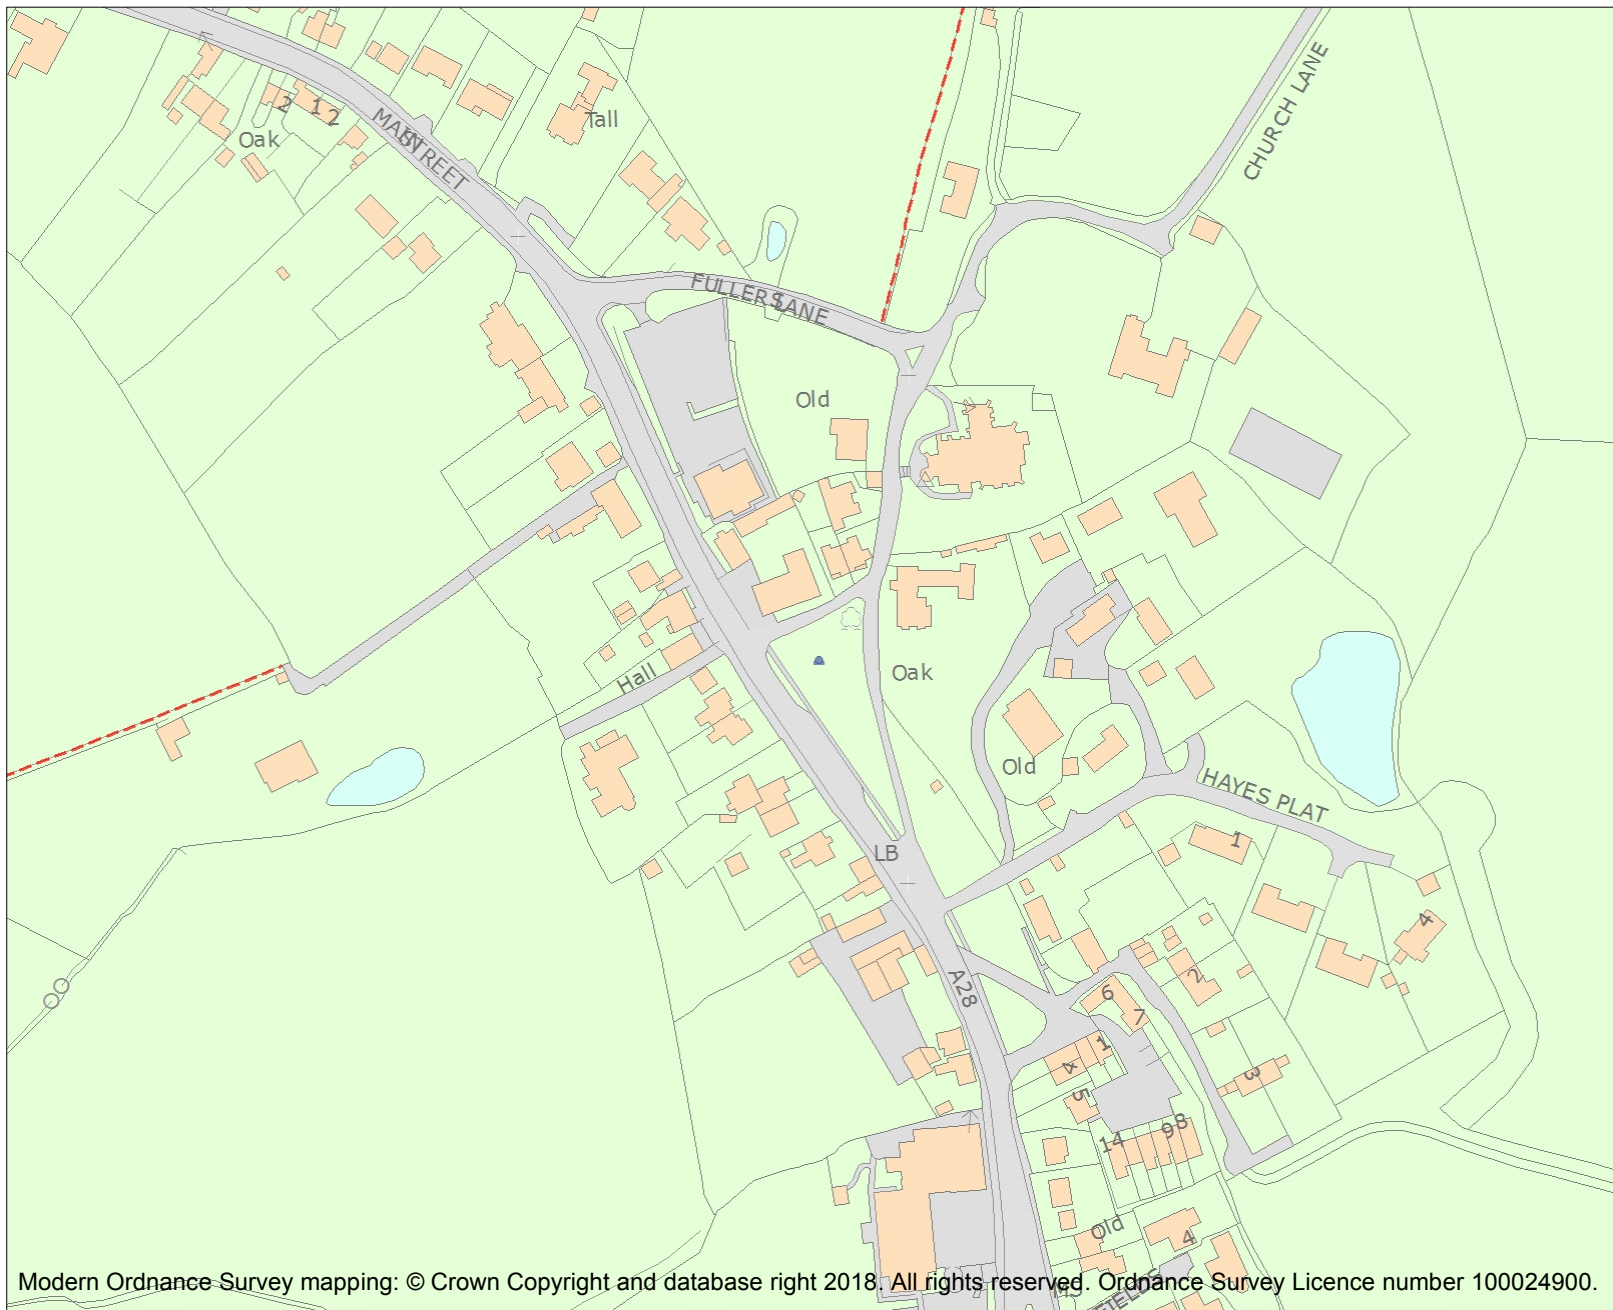 CHURCH LANE
2
1
2
Tall
MAIN STREET
Oak
FULLERS LANE
Old
Hall
Oak
Old
HAYES PLAT
1
LB
4
A28
2
6
7
1
4
3
5
14
9
8
Old
4
FIELDS
Modern Ordnance Survey mapping: © Crown Copyright and database right 2018. All rights reserved. Ordnance Survey Licence number 100024900.